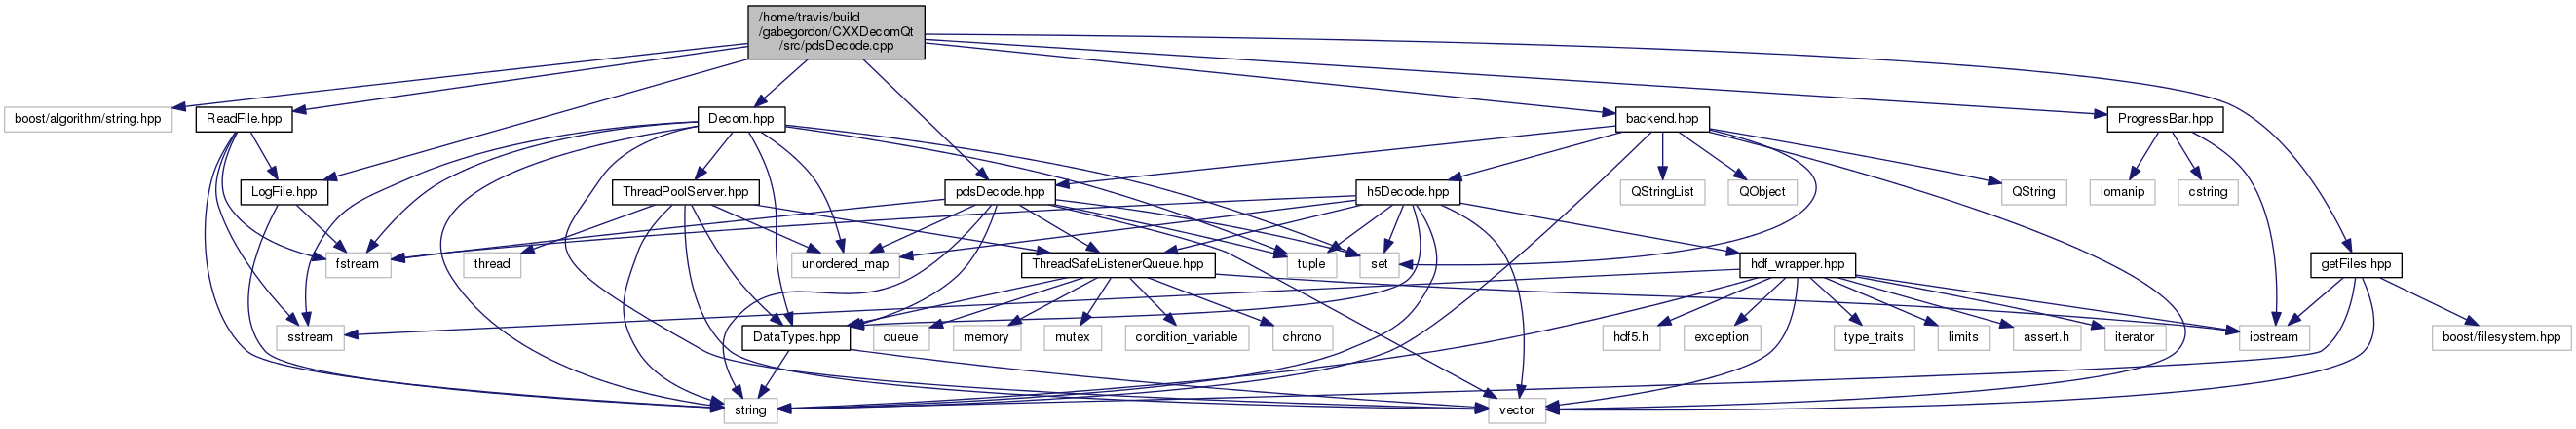 /home/travis/build
/gabegordon/CXXDecomQt
/src/pdsDecode.cpp
boost/algorithm/string.hpp
ReadFile.hpp
Decom.hpp
backend.hpp
ProgressBar.hpp
LogFile.hpp
ThreadPoolServer.hpp
pdsDecode.hpp
h5Decode.hpp
QStringList
QObject
QString
iomanip
cstring
fstream
thread
unordered_map
ThreadSafeListenerQueue.hpp
tuple
set
hdf_wrapper.hpp
getFiles.hpp
sstream
DataTypes.hpp
queue
memory
mutex
condition_variable
chrono
hdf5.h
exception
type_traits
limits
assert.h
iterator
iostream
boost/filesystem.hpp
string
vector